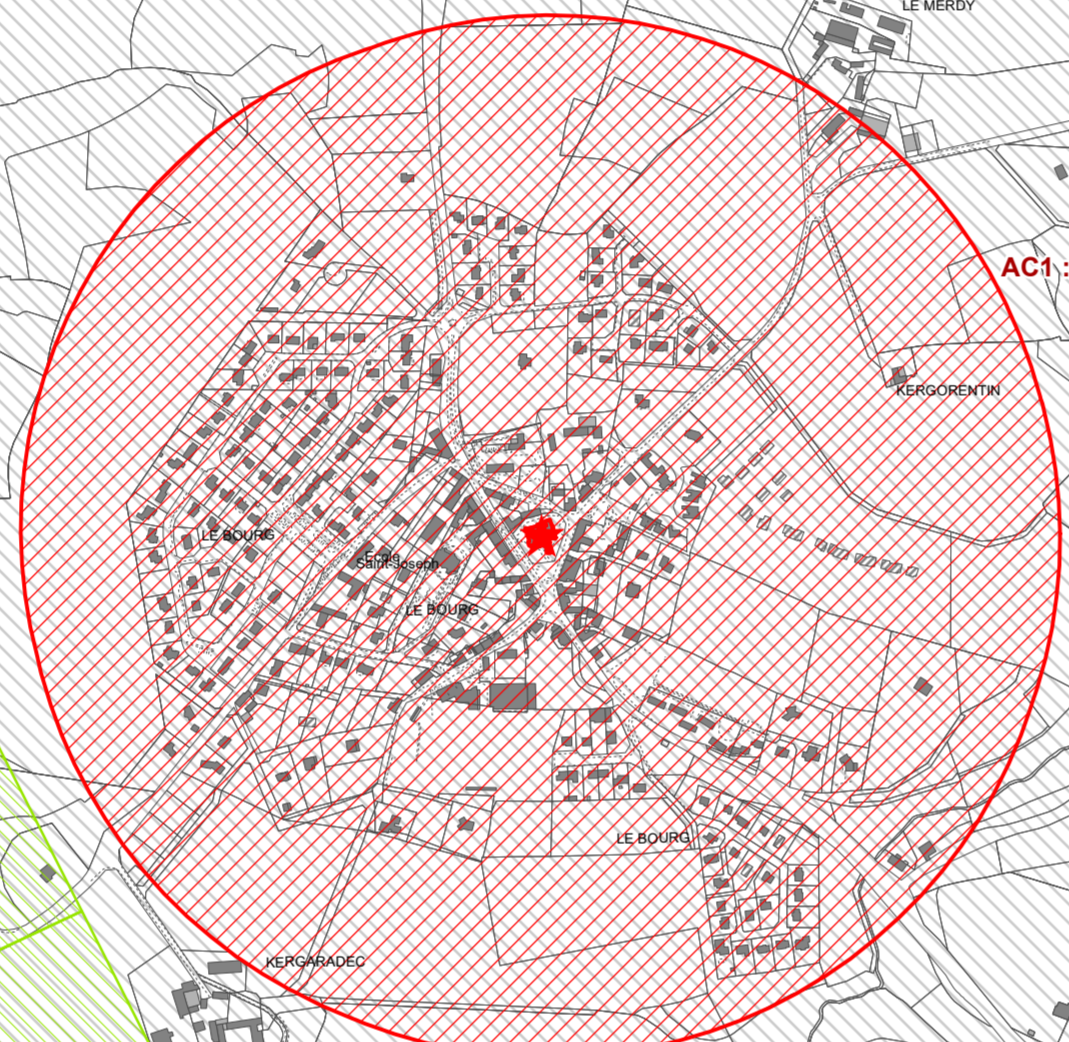 LE MERDY
AC1 :
KERGORENTIN
LE BOURG
Ecole
Saint-Joseph
LE BOURG
LE BOURG
KERGARADEC